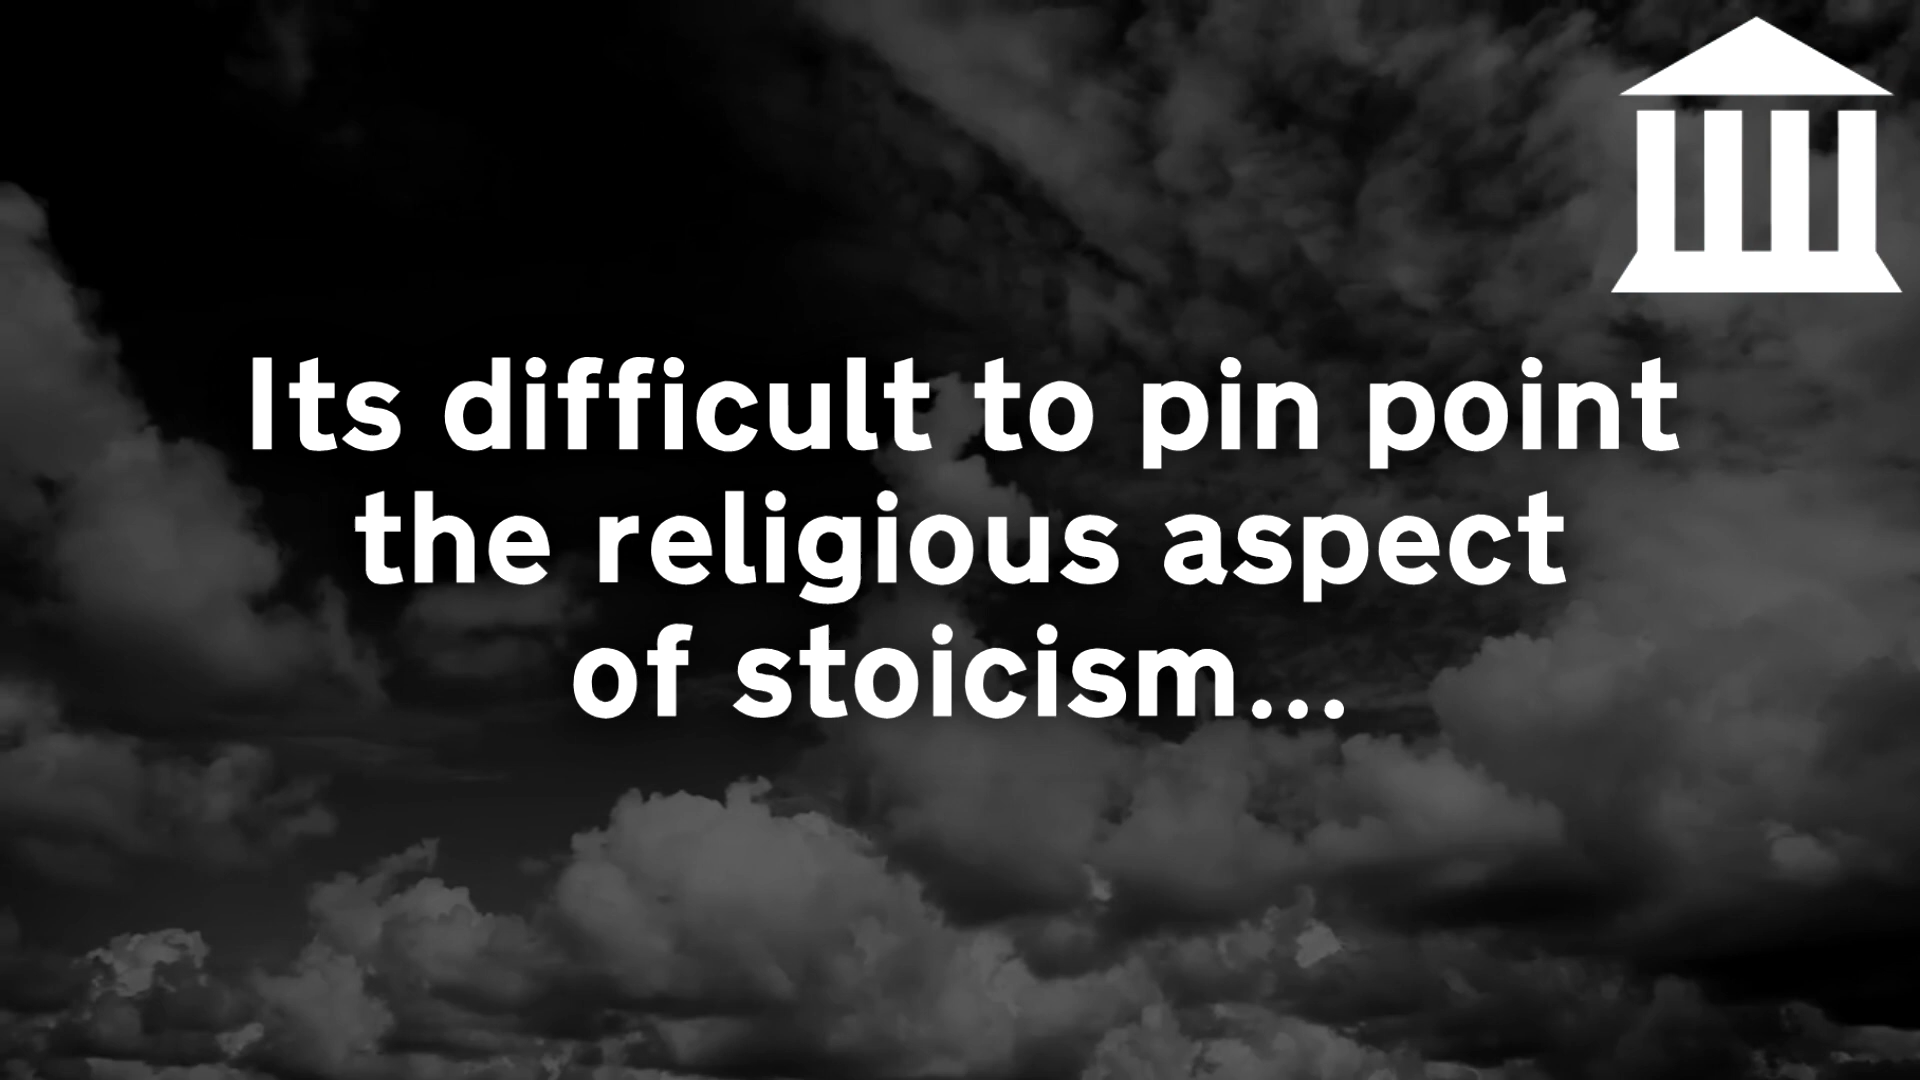 Its difficult to pin point
the religious aspect
of stoicism...